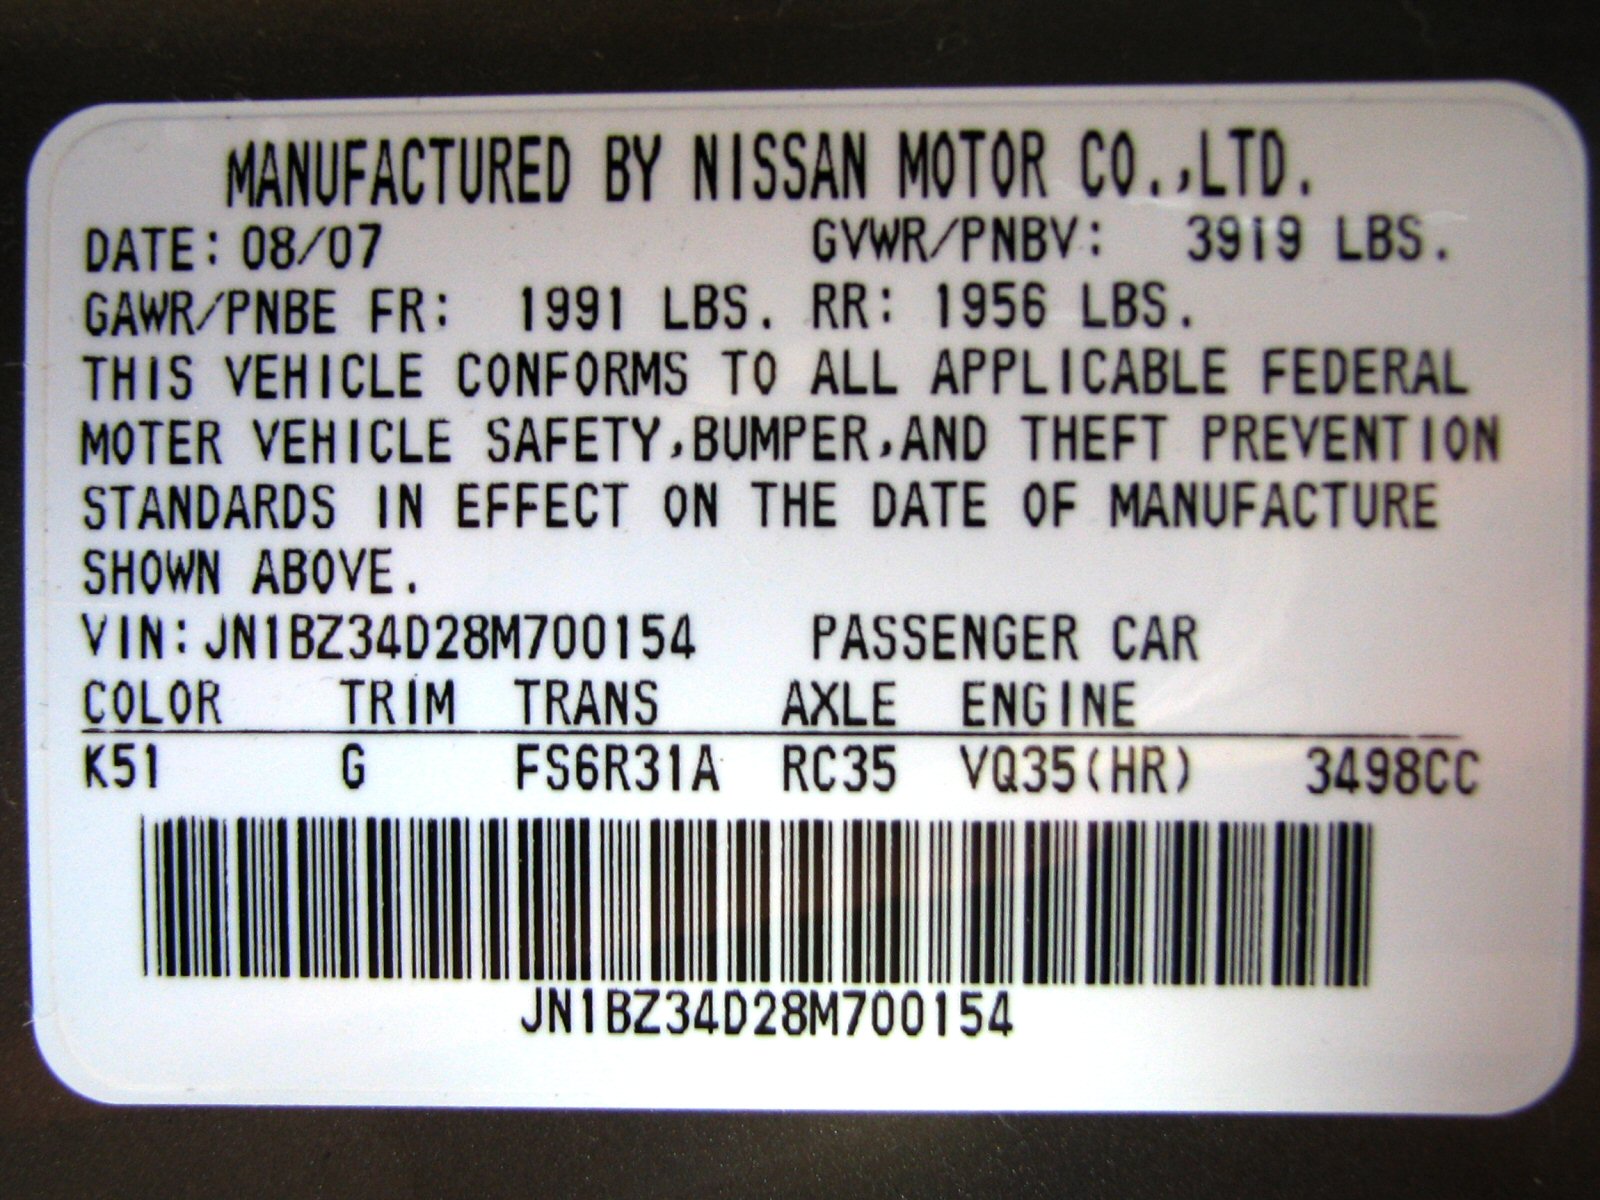 MANUFACTURED BY NISSAN MOTOR CO.,LTD.
DATE: 08/07 GVWR/PNBV: 3919 LBS.
GAWR/PNBE FR: 1991 LBS. RR: 1956 LBS.
THIS VEHICLE CONFORMS TO ALL APPLICABLE FEDERAL
MOTER VEHICLE SAFETY,BUMPER,AND THEFT PREVENTION
STANDARDS IN EFFECT ON THE DATE OF MANUFACTURE
SHOWN ABOVE.
VIN:JN1BZ34D28M700154 PASSENGER CAR
COLOR TRIM TRANS AXLE ENGINE
K51 G FS6R31A RC35 VQ35(HR) 3498CC
JN1BZ34D28M700154